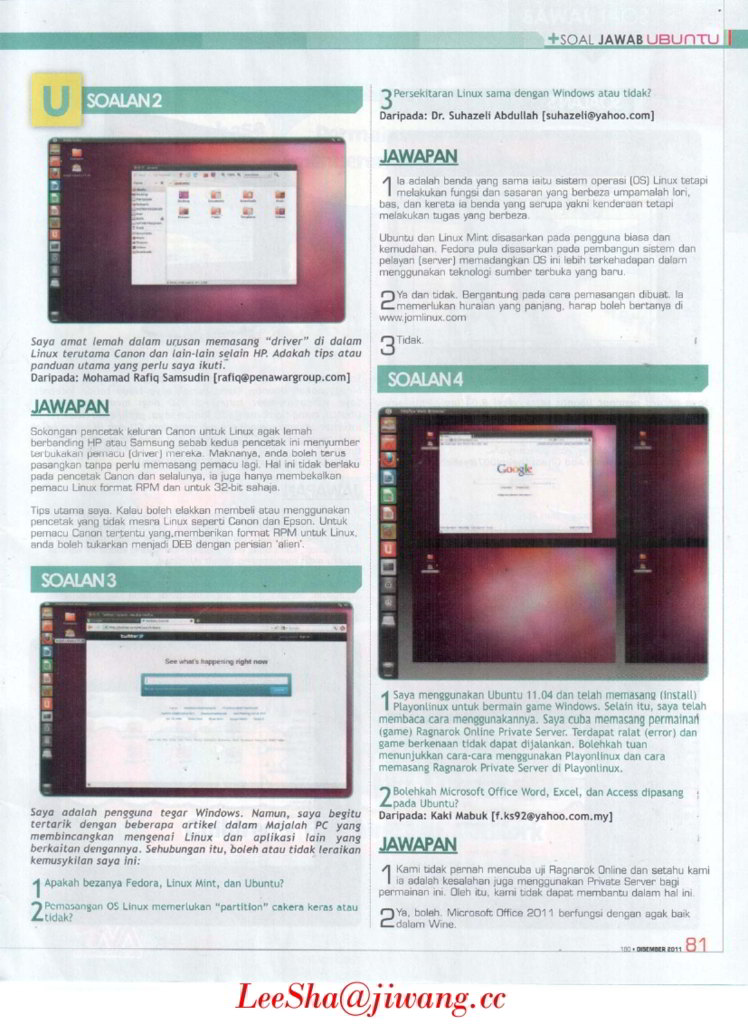 +SOAL JAWAB UBUNTU
U SOALAN 2
Saya amat lemah dalam urusan memasang "driver" di dalam
Linux terutama Canon dan lain-lain selain HP. Adakah tips atau
panduan utama yang perlu saya ikuti.
Daripada: Mohamad Rafiq Samsudin [rafiq@penawargroup.com]
JAWAPAN
Sokongan pencetak keluran Canon untuk Linux agak lemah
berbanding HP atau Samsung sebab kedua pencetak ini menyumber
terbukakan pemacu (driver) mereka. Maknanya, anda boleh terus
pasangkan tanpa perlu memasang pemacu lagi. Hal ini tidak berlaku
pada pencetak Canon dan selalunya, ia juga hanya membekalkan
pemacu Linux format RPM dan untuk 32-bit sahaja.
Tips utama saya. Kalau boleh elakkan membeli atau menggunakan
pencetak yang tidak mesra Linux seperti Canon dan Epson. Untuk
pemacu Canon tertentu yang,memberikan format RPM untuk Linux,
anda boleh tukarkan menjadi DEB dengan perisian 'alien'.
SOALAN 3
twitter
See what's happening right now
Saya adalah pengguna tegar Windows. Namun, saya begitu
tertarik dengan beberapa artikel dalam Majalah PC yang
membincangkan mengenai Linux dan aplikasi lain yang
berkaitan dengannya. Sehubungan itu, boleh atau tidak leraikan
kemusykilan saya ini:
1 Apakah bezanya Fedora, Linux Mint, dan Ubuntu?
2 Pemasangan OS Linux memerlukan "partition" cakera keras atau
tidak?
3 Persekitaran Linux sama dengan Windows atau tidak?
Daripada: Dr. Suhazeli Abdullah [suhazeli@yahoo.com]
JAWAPAN
1 Ia adalah benda yang sama iaitu sistem operasi (OS) Linux tetapi
melakukan fungsi dan sasaran yang berbeza umpamalah lori,
bas, dan kereta ia benda yang serupa yakni kenderaan tetapi
melakukan tugas yang berbeza.
Ubuntu dan Linux Mint disasarkan pada pengguna biasa dan
kemudahan. Fedora pula disasarkan pada pembangun sistem dan
pelayan (server) memadangkan OS ini lebih terkehadapan dalam
menggunakan teknologi sumber terbuka yang baru.
2 Ya dan tidak. Bergantung pada cara pemasangan dibuat. Ia
memerlukan huraian yang panjang, harap boleh bertanya di
www.jomlinux.com
3 Tidak.
SOALAN 4
Google
1 Saya menggunakan Ubuntu 11.04 dan telah memasang (install)
Playonlinux untuk bermain game Windows. Selain itu, saya telah
membaca cara menggunakannya. Saya cuba memasang permainan
(game) Ragnarok Online Private Server. Terdapat ralat (error) dan
game berkenaan tidak dapat dijalankan. Bolehkah tuan
menunjukkan cara-cara menggunakan Playonlinux dan cara
memasang Ragnarok Private Server di Playonlinux.
2 Bolehkah Microsoft Office Word, Excel, dan Access dipasang
pada Ubuntu?
Daripada: Kaki Mabuk [f.ks92@yahoo.com.my]
JAWAPAN
1 Kami tidak pernah mencuba uji Ragnarok Online dan setahu kami
ia adalah kesalahan juga menggunakan Private Server bagi
permainan ini. Oleh itu, kami tidak dapat membantu dalam hal ini.
2 Ya, boleh. Microsoft Office 2011 berfungsi dengan agak baik
dalam Wine.
180 • DISEMBER 2011 81
LeeSha@jiwang.cc